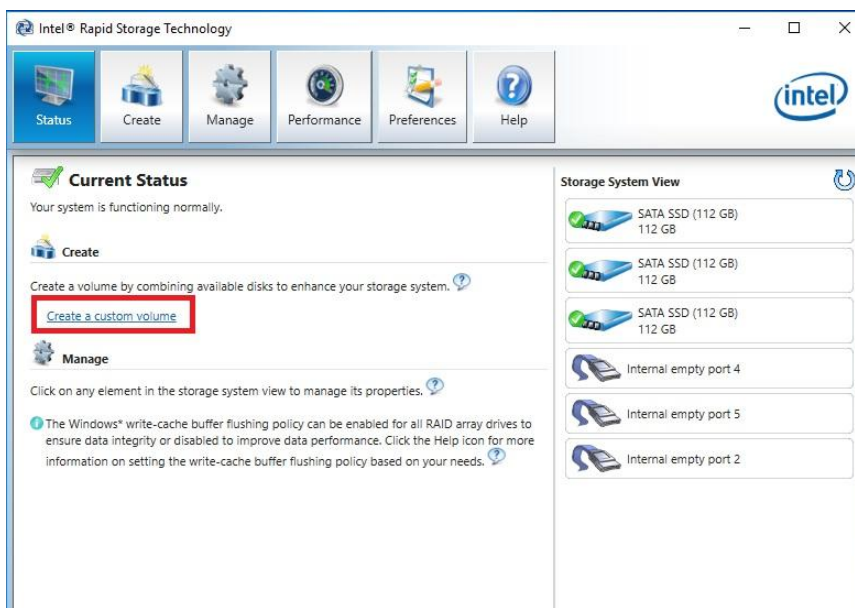 Intel® Rapid Storage Technology
Status
Create
Manage
Performance
Preferences
Help
intel
Current Status
Your system is functioning normally.
Create
Create a volume by combining available disks to enhance your storage system.
Create a custom volume
Manage
Click on any element in the storage system view to manage its properties.
The Windows* write-cache buffer flushing policy can be enabled for all RAID array drives to
ensure data integrity or disabled to improve data performance. Click the Help icon for more
information on setting the write-cache buffer flushing policy based on your needs.
Storage System View
SATA SSD (112 GB)
112 GB
SATA SSD (112 GB)
112 GB
SATA SSD (112 GB)
112 GB
Internal empty port 4
Internal empty port 5
Internal empty port 2